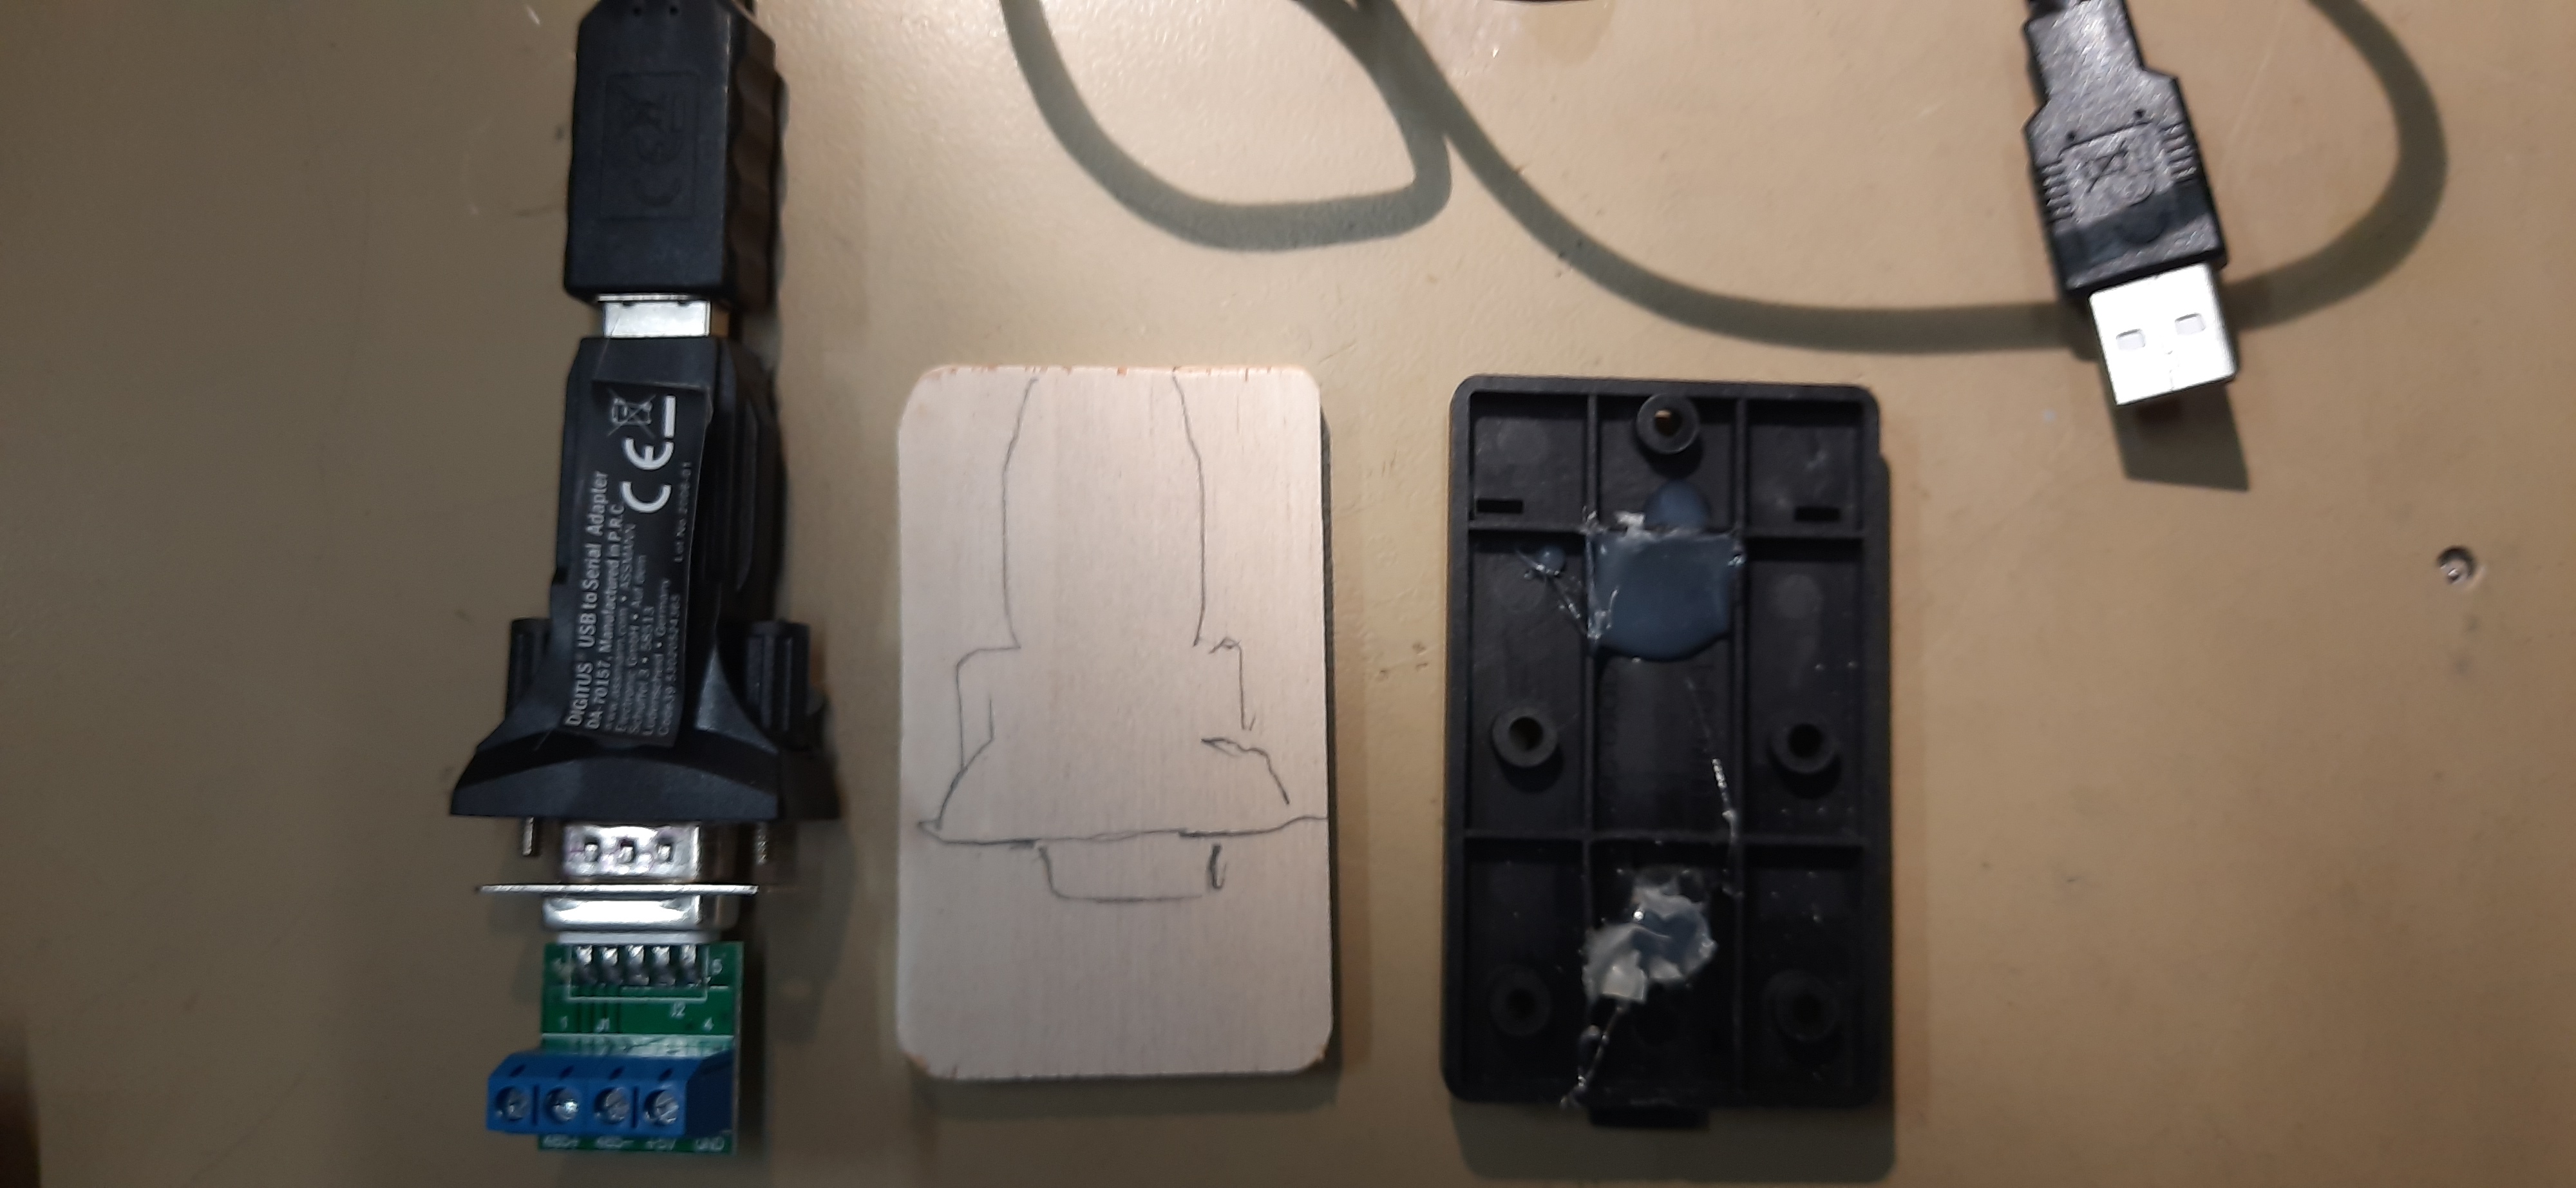 DIGITUS® USB to Serial Adapter
DA-70157, Manufactured in P.R.C
www.assmann.com • ASSMANN
Electronic GmbH • Auf dem
Schüffel 3 • 58513
Lüdenscheid • Germany
Code39 53020524365 Lot No.2006-01
CE